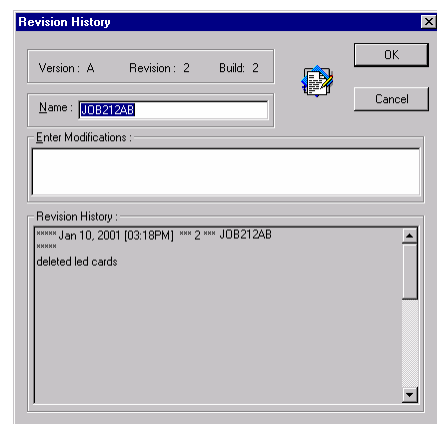 Revision History
Version : A Revision : 2 Build: 2
OK
Name : JOB212AB
Cancel
Enter Modifications :
Revision History :
***** Jan 10, 2001 [03:18PM] *** 2 *** JOB212AB
*****
deleted led cards